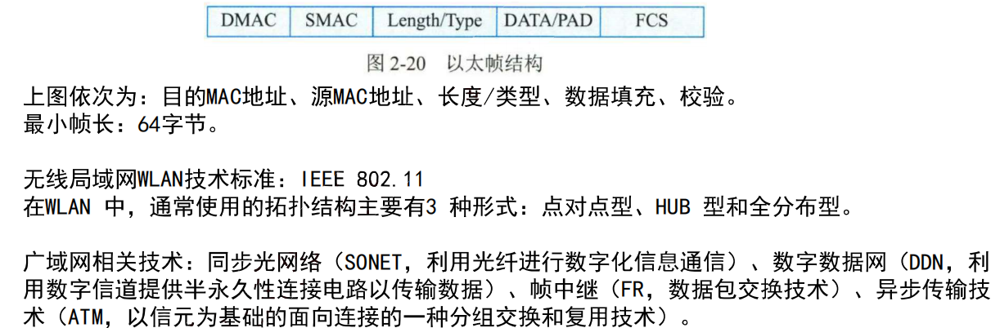 DMAC SMAC Length/Type DATA/PAD FCS
图 2-20 以太帧结构
上图依次为：目的MAC地址、源MAC地址、长度/类型、数据填充、校验。
最小帧长：64字节。
无线局域网WLAN技术标准：IEEE 802.11
在WLAN 中，通常使用的拓扑结构主要有3 种形式：点对点型、HUB 型和全分布型。
广域网相关技术：同步光网络（SONET，利用光纤进行数字化信息通信）、数字数据网（DDN，利
用数字信道提供半永久性连接电路以传输数据）、帧中继（FR，数据包交换技术）、异步传输技
术（ATM，以信元为基础的面向连接的一种分组交换和复用技术）。